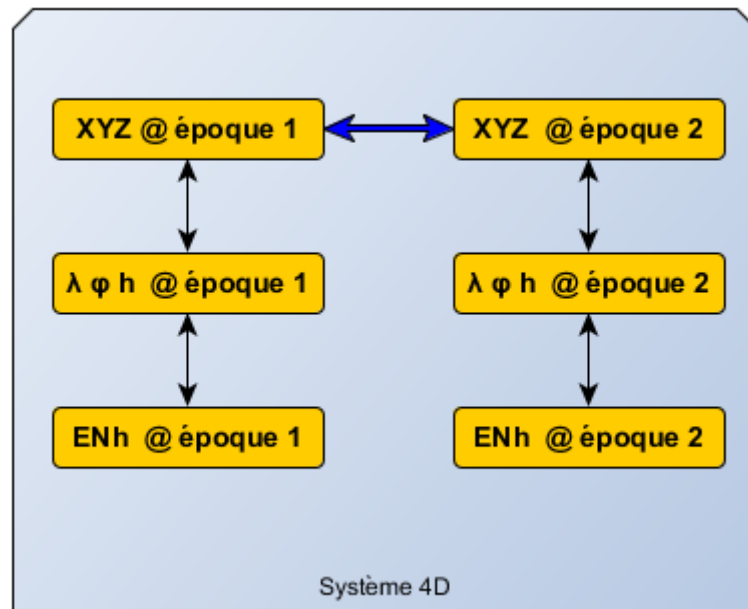 XYZ @ époque 1
XYZ @ époque 2
λ φ h @ époque 1
λ φ h @ époque 2
ENh @ époque 1
ENh @ époque 2
Système 4D